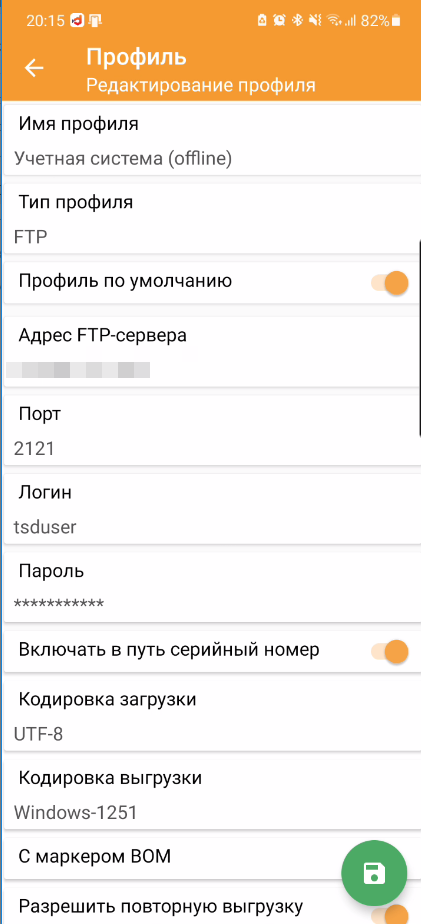 20:15 82%
Профиль
Редактирование профиля
Имя профиля
Учетная система (offline)
Тип профиля
FTP
Профиль по умолчанию
Адрес FTP-сервера
Порт
2121
Логин
tsduser
Пароль
***********
Включать в путь серийный номер
Кодировка загрузки
UTF-8
Кодировка выгрузки
Windows-1251
С маркером BOM
Разрешить повторную выгрузку